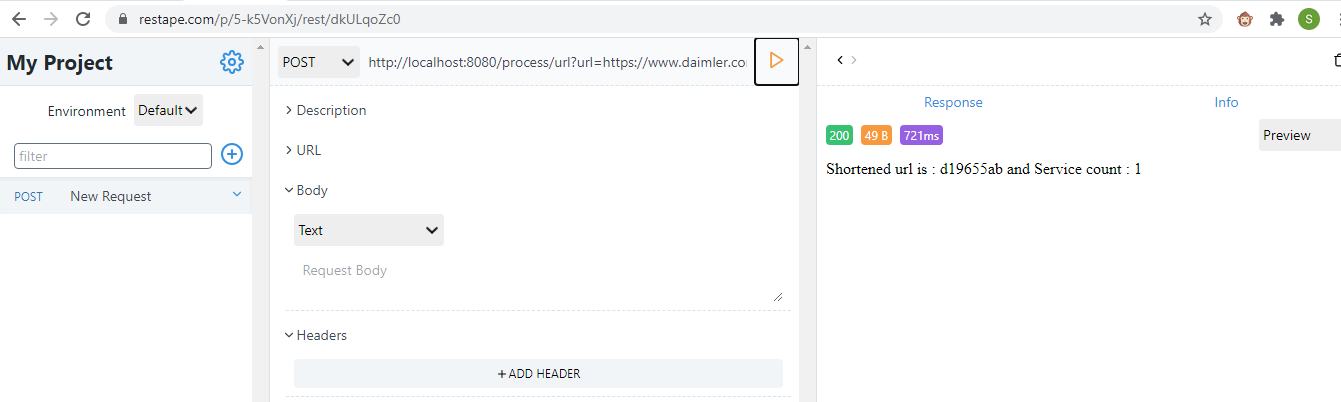 restape.com/p/5-k5VonXj/rest/dkULqoZc0
S
My Project
Environment Default
filter
POST New Request
POST http://localhost:8080/process/url?url=https://www.daimler.co
Description
URL
Body
Text
Request Body
Headers
+ ADD HEADER
Response Info
200 49 B 721ms Preview
Shortened url is : d19655ab and Service count : 1